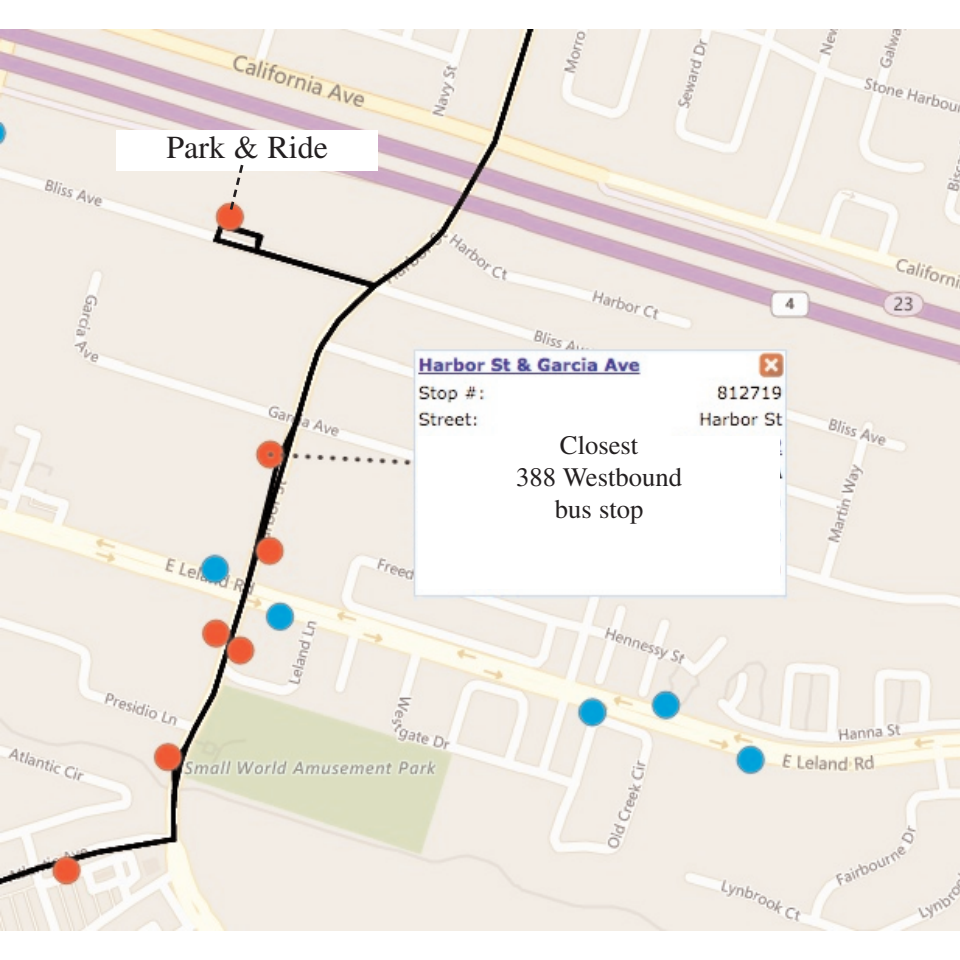 California Ave
Navy St
Morro
Seward Dr
Stone Harbour
Park & Ride
Bliss Ave
Harbor Ct
Harbor Ct
California
4
23
Garcia Ave
Bliss Av
Harbor St & Garcia Ave
Stop #: 812719
Street: Harbor St
Closest
388 Westbound
bus stop
Garcia Ave
Bliss Ave
Martin Way
E Leland Rd
Freed
Leland Ln
Hennessy St
Presidio Ln
Westgate Dr
Hanna St
Atlantic Cir
Small World Amusement Park
E Leland Rd
Old Creek Cir
Fairbourne Dr
Lynbrook Ct
Lynbrook